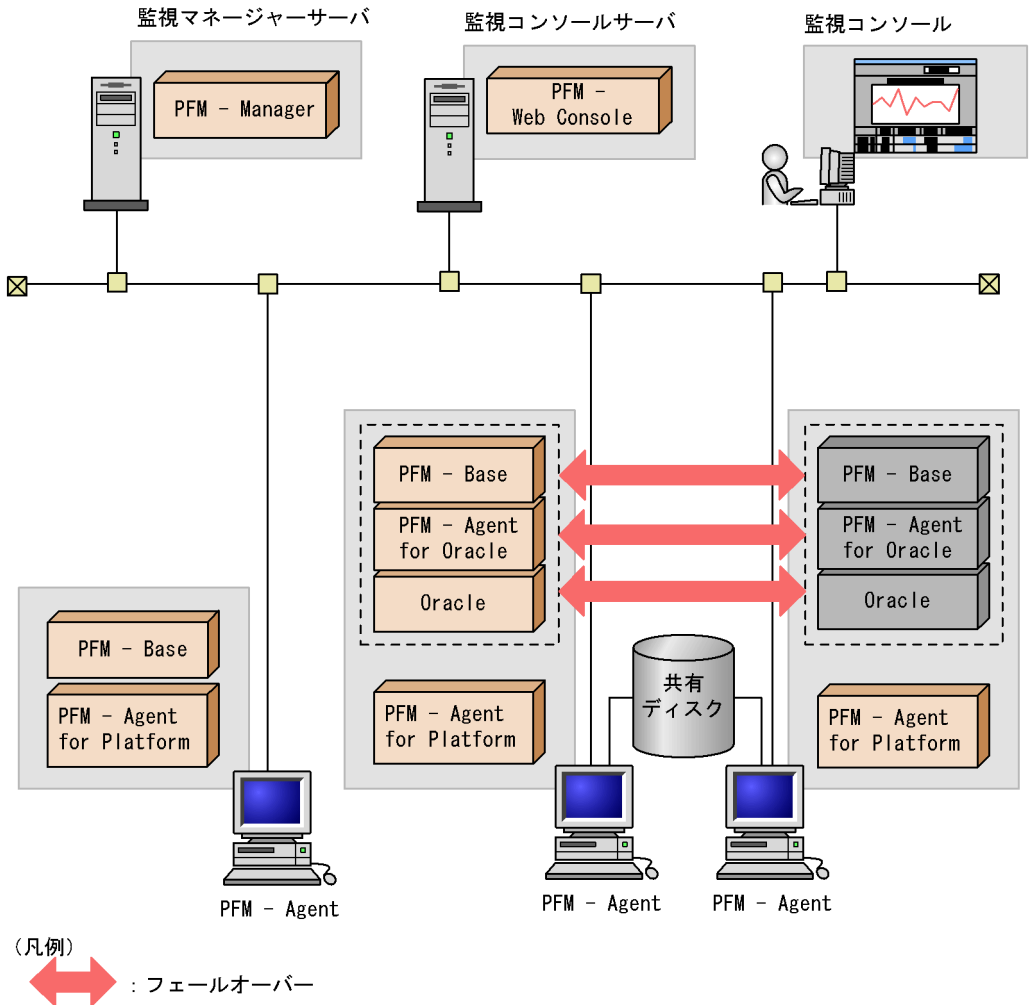 監視マネージャーサーバ
監視コンソールサーバ
監視コンソール
PFM － Manager
PFM －
Web Console
PFM － Base
PFM － Agent
for Oracle
Oracle
PFM － Base
PFM － Agent
for Oracle
Oracle
PFM － Base
PFM － Agent
for Platform
PFM － Agent
for Platform
共有
ディスク
PFM － Agent
for Platform
PFM － Agent
PFM － Agent
PFM － Agent
（凡例）
：フェールオーバー